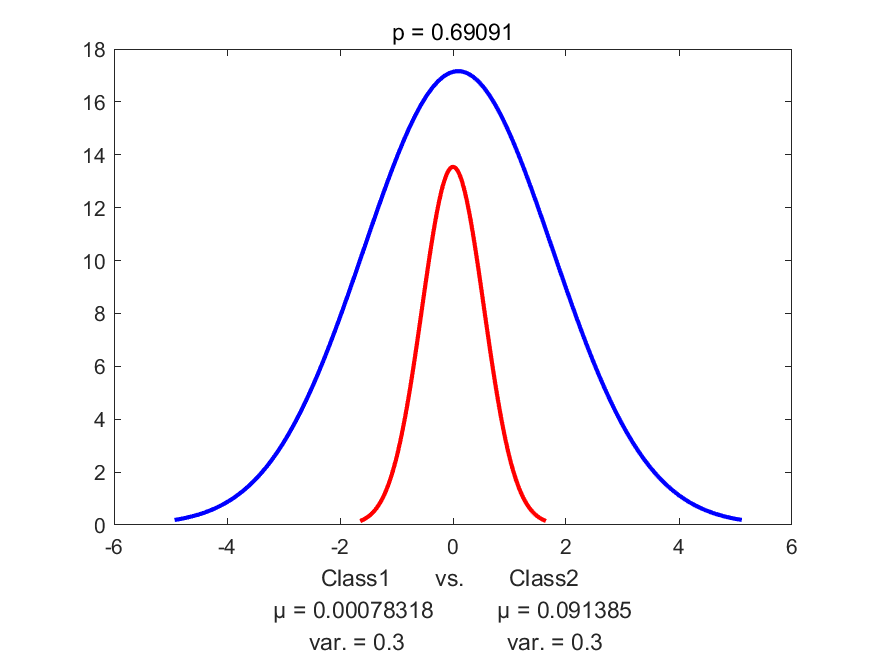 p = 0.69091
18
16
14
12
10
8
6
4
2
0
-6 -4 -2 0 2 4 6
Class1 vs. Class2
μ = 0.00078318 μ = 0.091385
var. = 0.3 var. = 0.3